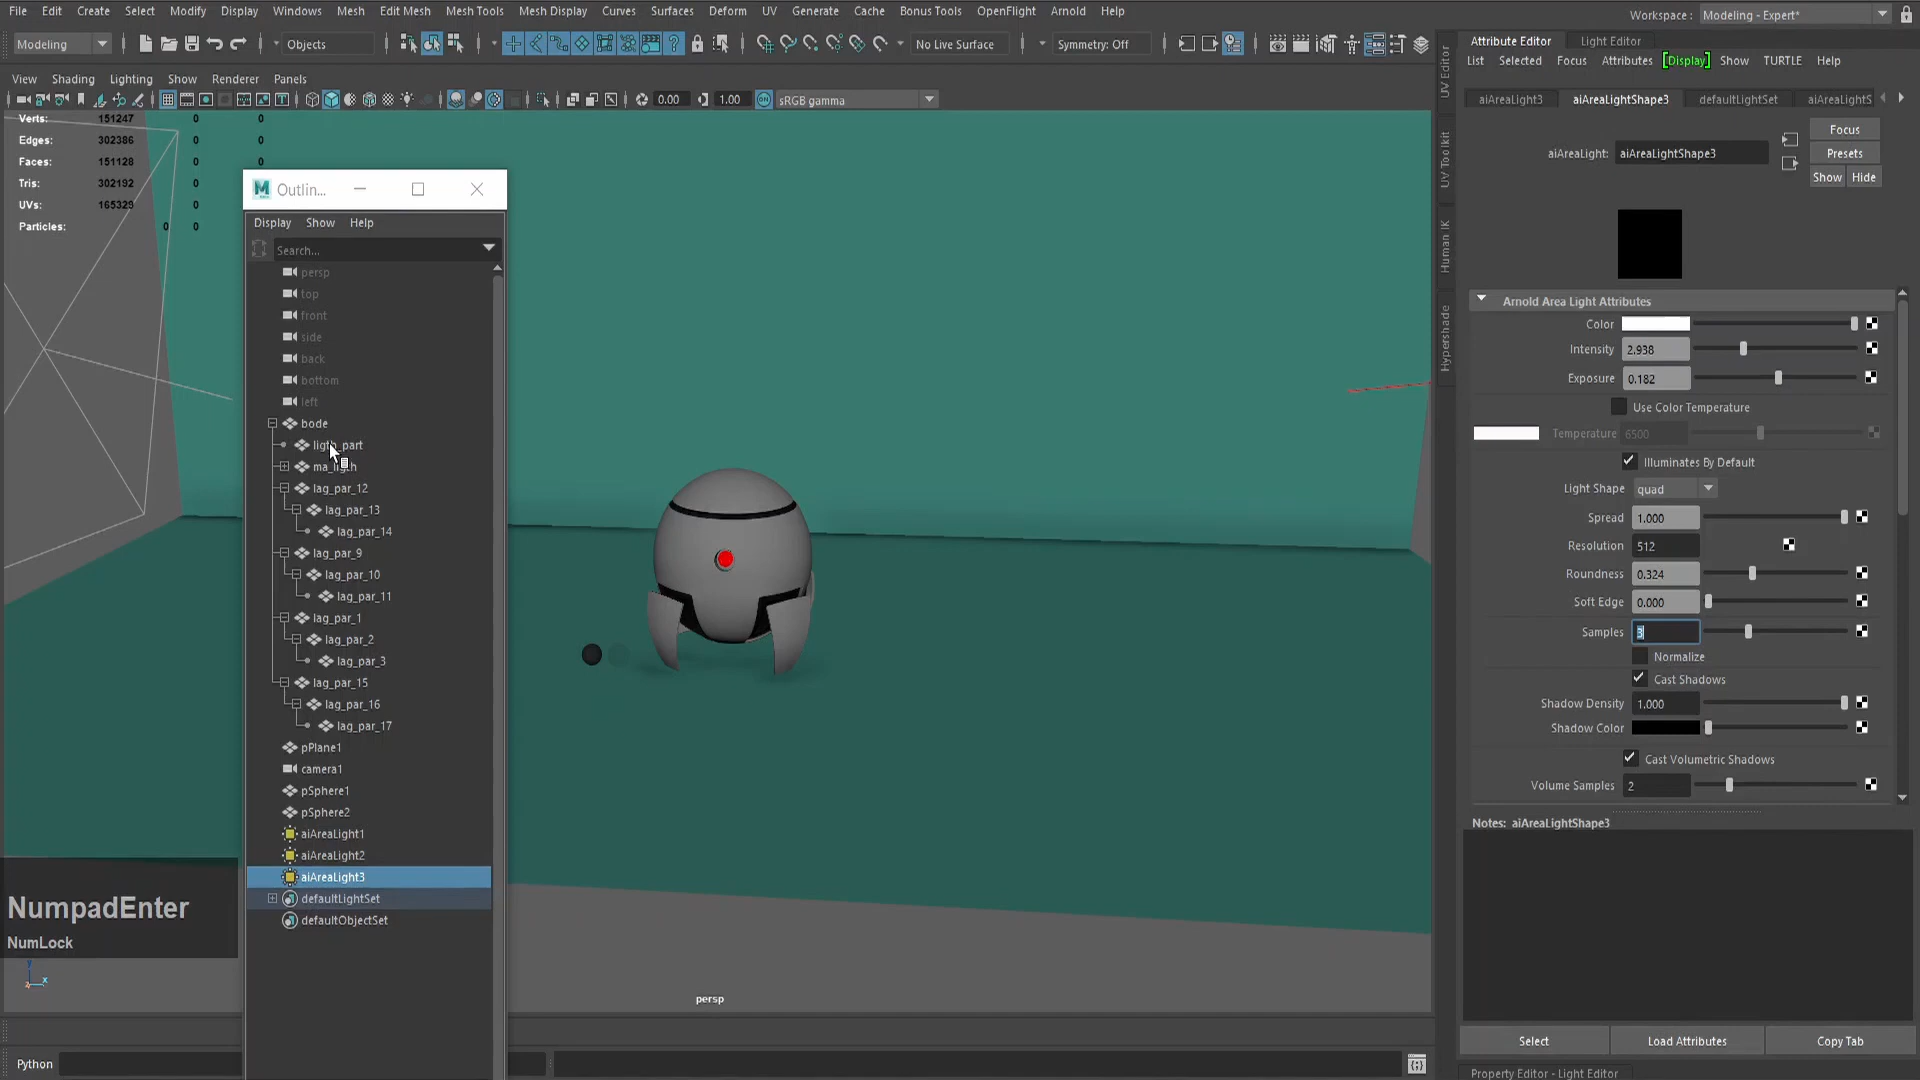 File Edit Create Select Modify Display Windows Mesh Edit Mesh Mesh Tools Mesh Display Curves Surfaces Deform UV Generate Cache Bonus Tools OpenFlight Arnold Help
Workspace : Modeling - Expert*
Modeling Objects No Live Surface Symmetry: Off
Attribute Editor Light Editor
List Selected Focus Attributes Display Show TURTLE Help
View Shading Lighting Show Renderer Panels
0.00 1.00 sRGB gamma
aiAreaLight3 aiAreaLightShape3 defaultLightSet aiAreaLightS
Verts: 151247 0 0
Edges: 302386 0 0
Faces: 151128 0 0
Tris: 302192 0
UVs: 165329 0
Particles: 0 0
Outlin...
Display Show Help
Search...
persp
top
front
side
back
bottom
left
bode
ligth_part
lag_par_12
lag_par_13
lag_par_14
lag_par_9
lag_par_10
lag_par_11
lag_par_1
lag_par_2
lag_par_3
lag_par_15
lag_par_16
lag_par_17
pPlane1
camera1
pSphere1
pSphere2
aiAreaLight1
aiAreaLight2
aiAreaLight3
defaultLightSet
defaultObjectSet
NumpadEnter
NumLock
y
z x
persp
Python
UV Editor
UV Toolkit
Human IK
Hypershade
Focus
aiAreaLight: aiAreaLightShape3
Presets
Show Hide
Arnold Area Light Attributes
Color
Intensity 2.938
Exposure 0.182
Use Color Temperature
Temperature 6500
Illuminates By Default
Light Shape quad
Spread 1.000
Resolution 512
Roundness 0.324
Soft Edge 0.000
Samples 3
Normalize
Cast Shadows
Shadow Density 1.000
Shadow Color
Cast Volumetric Shadows
Volume Samples 2
Notes: aiAreaLightShape3
Select Load Attributes Copy Tab
Property Editor - Light Editor